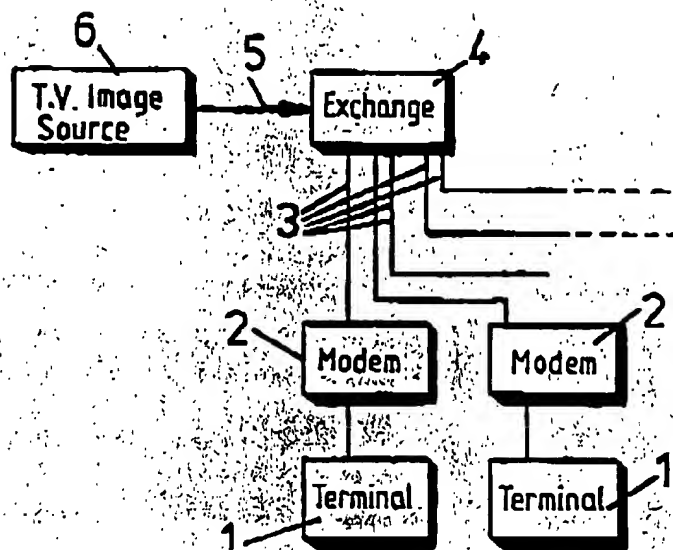 6
5
4
T.V. Image
Source
Exchange
3
2
Modem
2
Modem
1
Terminal
1
Terminal